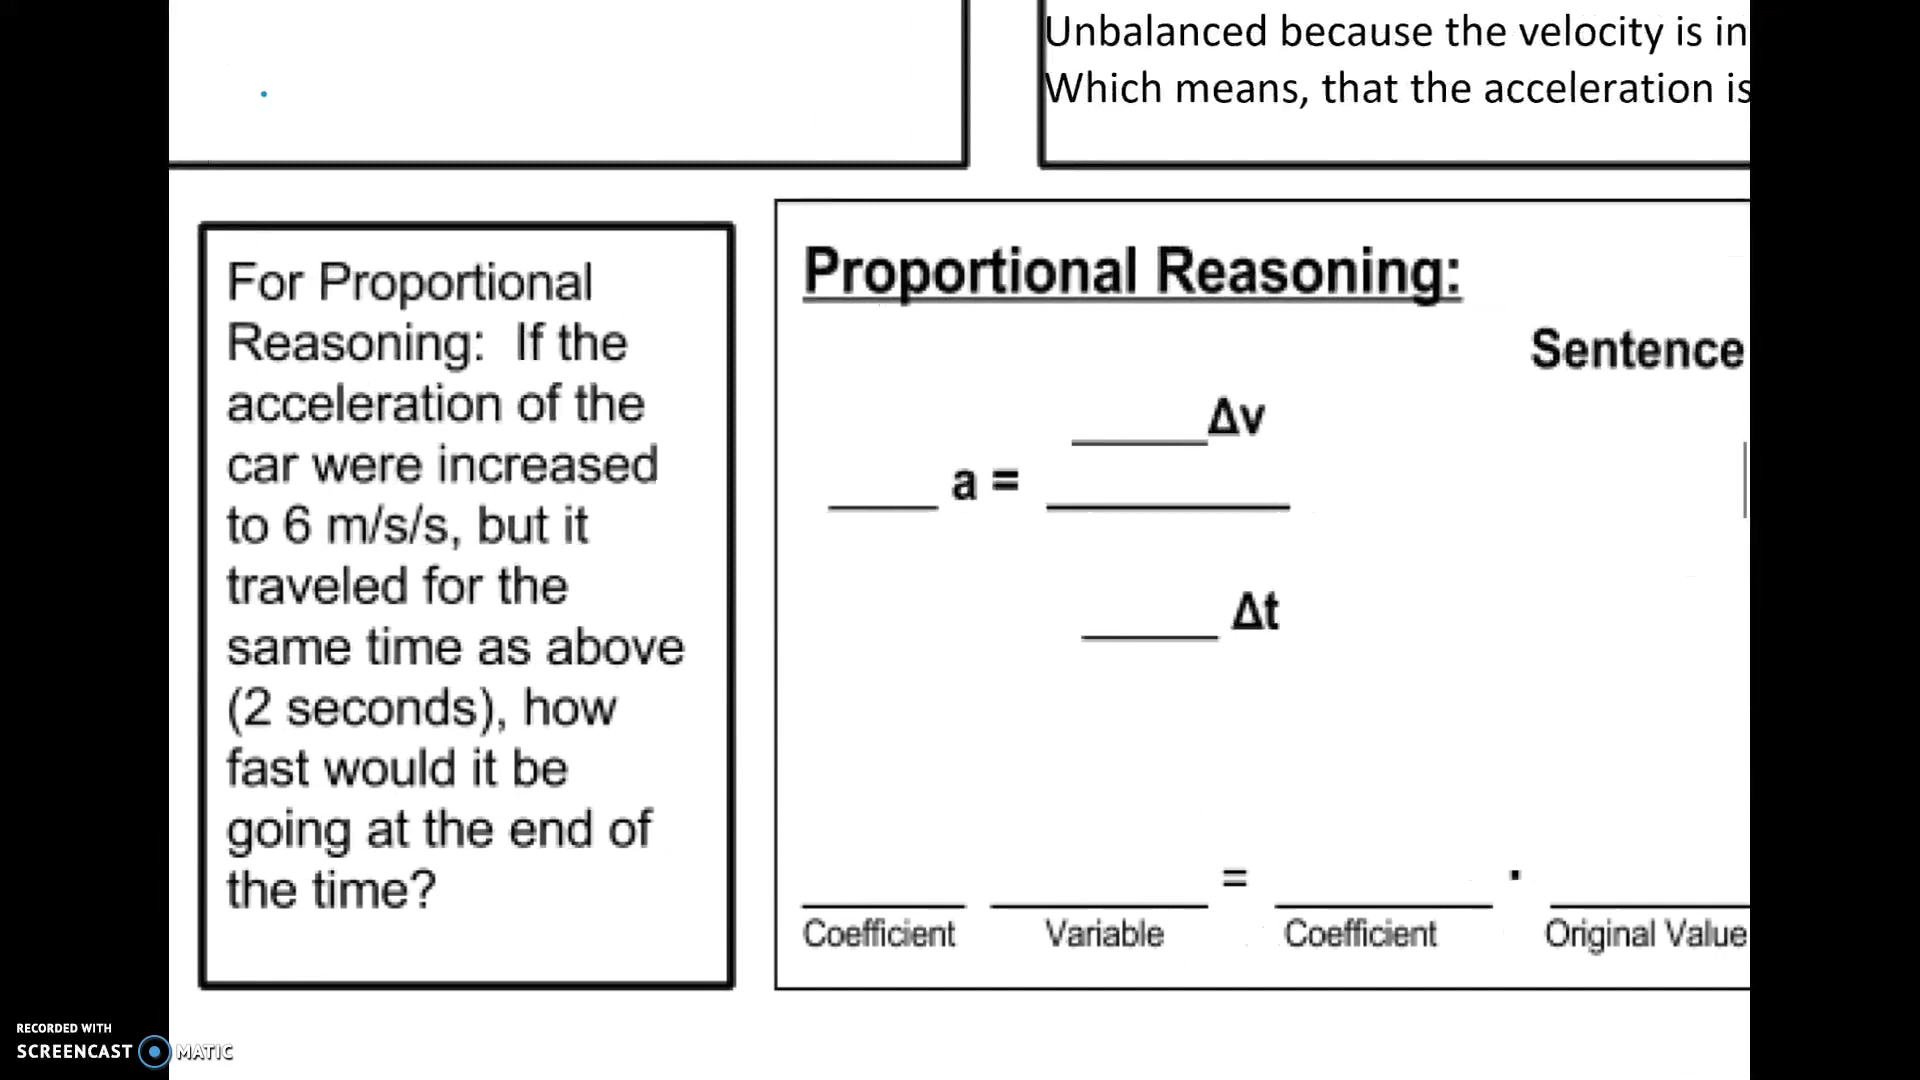 Unbalanced because the velocity is in
Which means, that the acceleration is
For Proportional
Reasoning: If the
acceleration of the
car were increased
to 6 m/s/s, but it
traveled for the
same time as above
(2 seconds), how
fast would it be
going at the end of
the time?
Proportional Reasoning:
Sentence
_____Δv
____ a = 
_____ Δt
= ·
Coefficient Variable Coefficient Original Value
RECORDED WITH
SCREENCAST MATIC